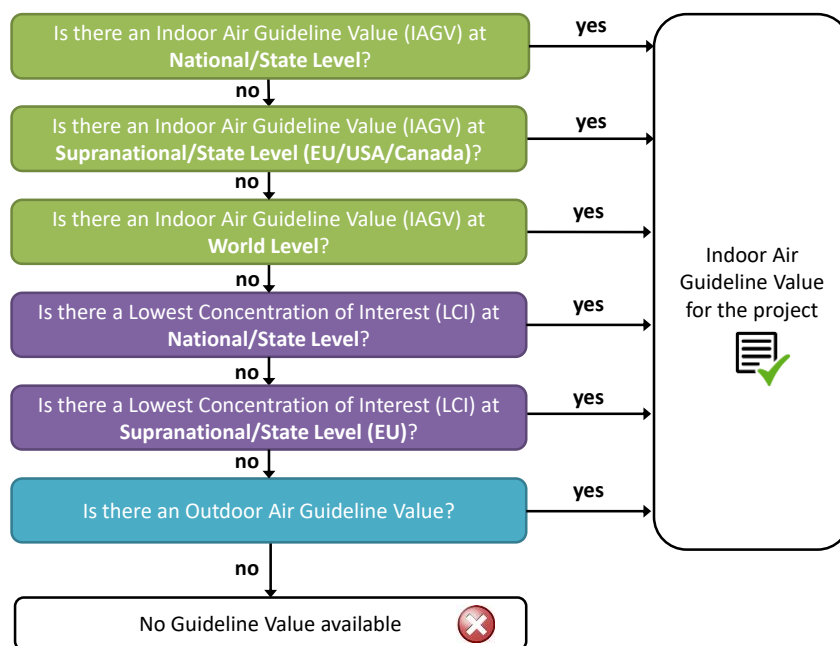 Is there an Indoor Air Guideline Value (IAGV) at
National/State Level?
yes
no
Is there an Indoor Air Guideline Value (IAGV) at
Supranational/State Level (EU/USA/Canada)?
yes
no
Is there an Indoor Air Guideline Value (IAGV) at
World Level?
yes
no
Is there a Lowest Concentration of Interest (LCI) at
National/State Level?
yes
no
Is there a Lowest Concentration of Interest (LCI) at
Supranational/State Level (EU)?
yes
no
Is there an Outdoor Air Guideline Value?
yes
no
No Guideline Value available
Indoor Air
Guideline Value
for the project